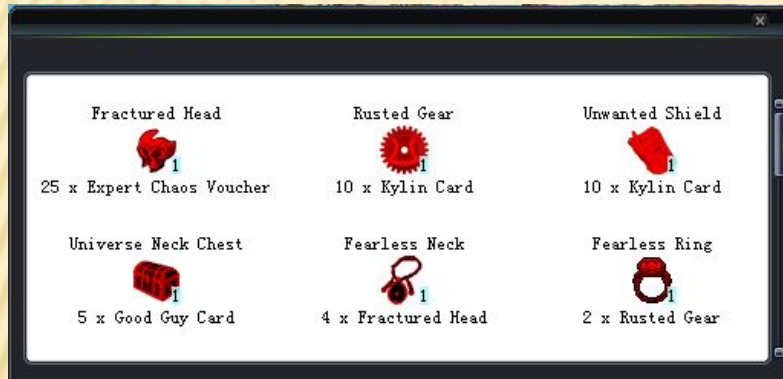 Fractured Head
Rusted Gear
Unwanted Shield
1
1
1
25 x Expert Chaos Voucher
10 x Kylin Card
10 x Kylin Card
Universe Neck Chest
Fearless Neck
Fearless Ring
1
1
1
5 x Good Guy Card
4 x Fractured Head
2 x Rusted Gear